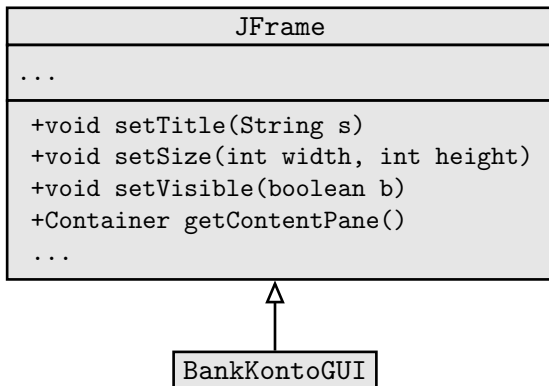 JFrame
...
+void setTitle(String s)
+void setSize(int width, int height)
+void setVisible(boolean b)
+Container getContentPane()
...
BankKontoGUI